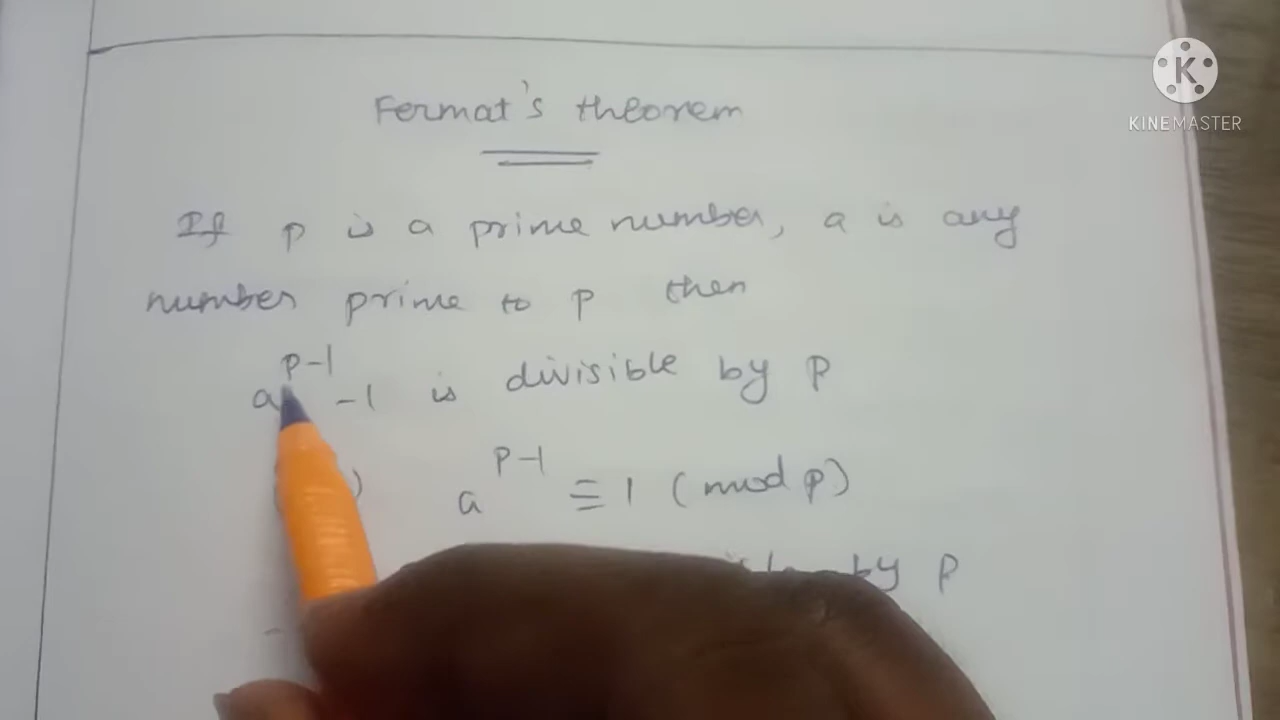 KINEMASTER
Fermat's theorem
If p is a prime number, a is any
number prime to p then
a^{p-1} - 1 is divisible by p
) a^{p-1} ≡ 1 (mod p)
by p